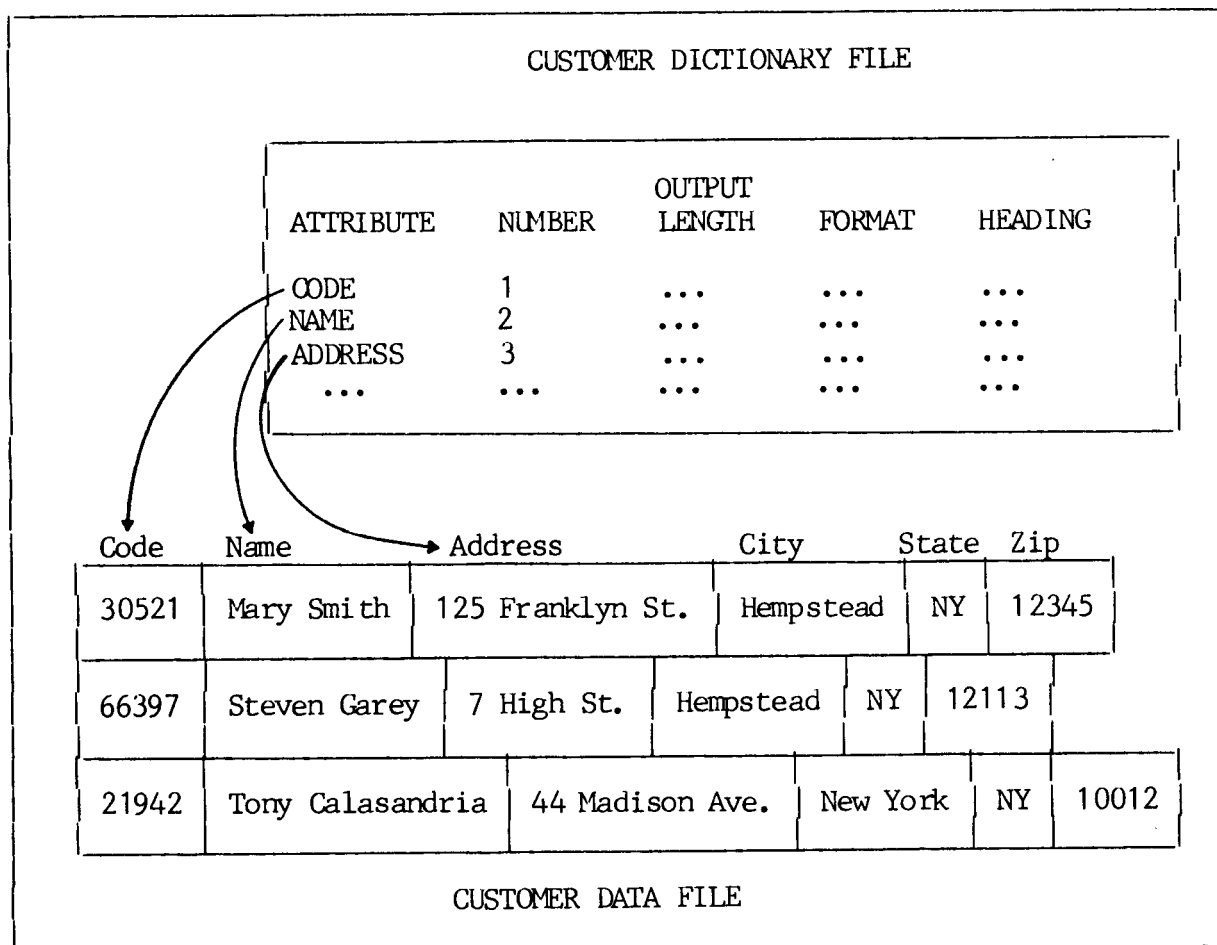 CUSTOMER DICTIONARY FILE
OUTPUT
ATTRIBUTE NUMBER LENGTH FORMAT HEADING
CODE 1 ... ... ...
NAME 2 ... ... ...
ADDRESS 3 ... ... ...
... ... ... ... ...
Code Name Address City State Zip
30521 Mary Smith 125 Franklyn St. Hempstead NY 12345
66397 Steven Garey 7 High St. Hempstead NY 12113
21942 Tony Calasandria 44 Madison Ave. New York NY 10012
CUSTOMER DATA FILE